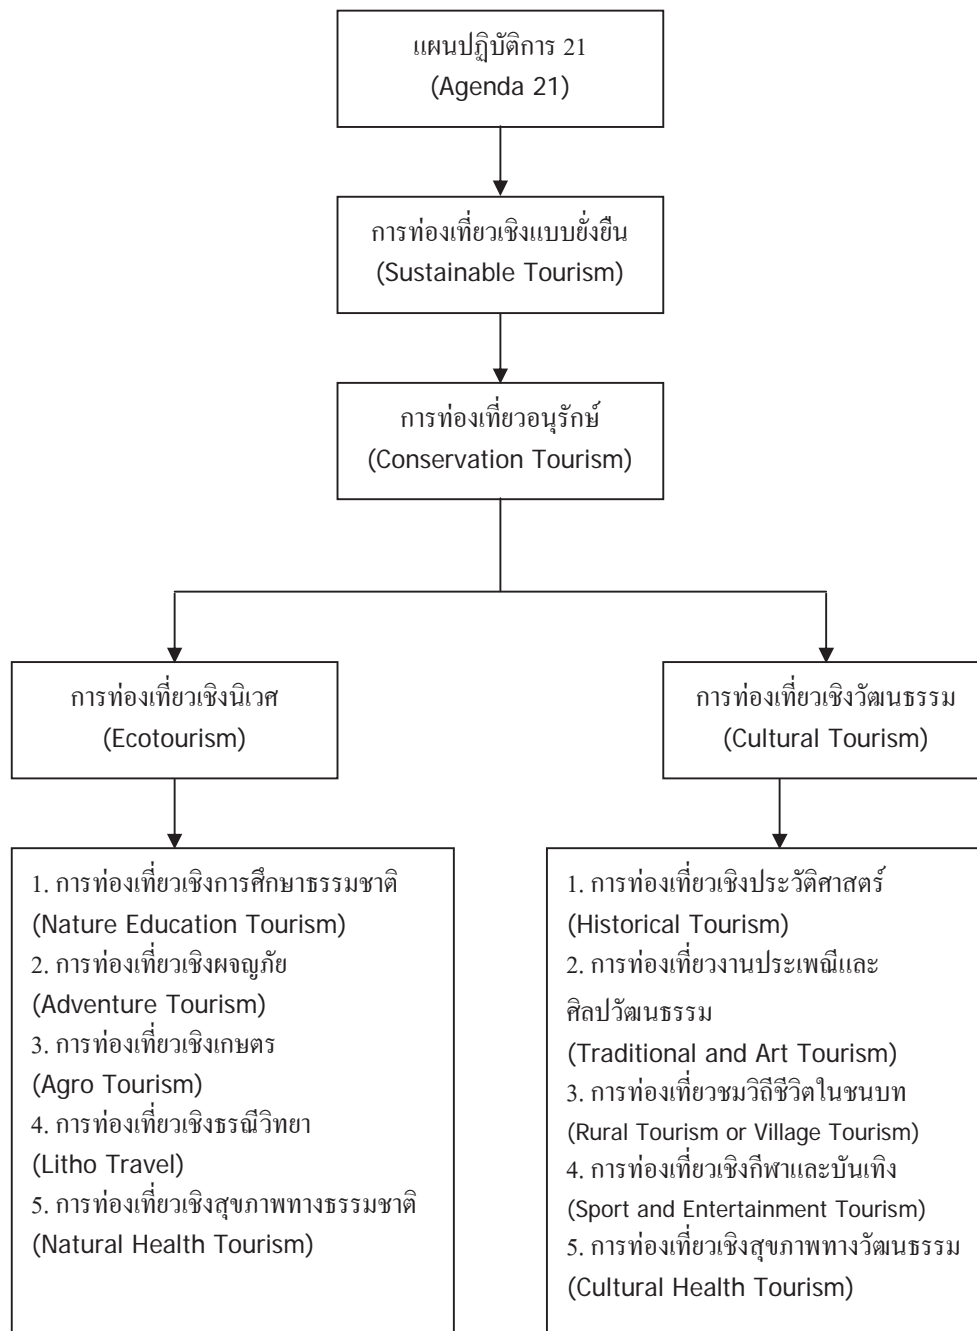 แผนปฏิบัติการ 21
(Agenda 21)
การท่องเที่ยวเชิงแบบยั่งยืน
(Sustainable Tourism)
การท่องเที่ยวอนุรักษ์
(Conservation Tourism)
การท่องเที่ยวเชิงนิเวศ
(Ecotourism)
การท่องเที่ยวเชิงวัฒนธรรม
(Cultural Tourism)
1. การท่องเที่ยวเชิงการศึกษาธรรมชาติ
(Nature Education Tourism)
2. การท่องเที่ยวเชิงผจญภัย
(Adventure Tourism)
3. การท่องเที่ยวเชิงเกษตร
(Agro Tourism)
4. การท่องเที่ยวเชิงธรณีวิทยา
(Litho Travel)
5. การท่องเที่ยวเชิงสุขภาพทางธรรมชาติ
(Natural Health Tourism)
1. การท่องเที่ยวเชิงประวัติศาสตร์
(Historical Tourism)
2. การท่องเที่ยวงานประเพณีและ
ศิลปวัฒนธรรม
(Traditional and Art Tourism)
3. การท่องเที่ยวชมวิถีชีวิตในชนบท
(Rural Tourism or Village Tourism)
4. การท่องเที่ยวเชิงกีฬาและบันเทิง
(Sport and Entertainment Tourism)
5. การท่องเที่ยวเชิงสุขภาพทางวัฒนธรรม
(Cultural Health Tourism)